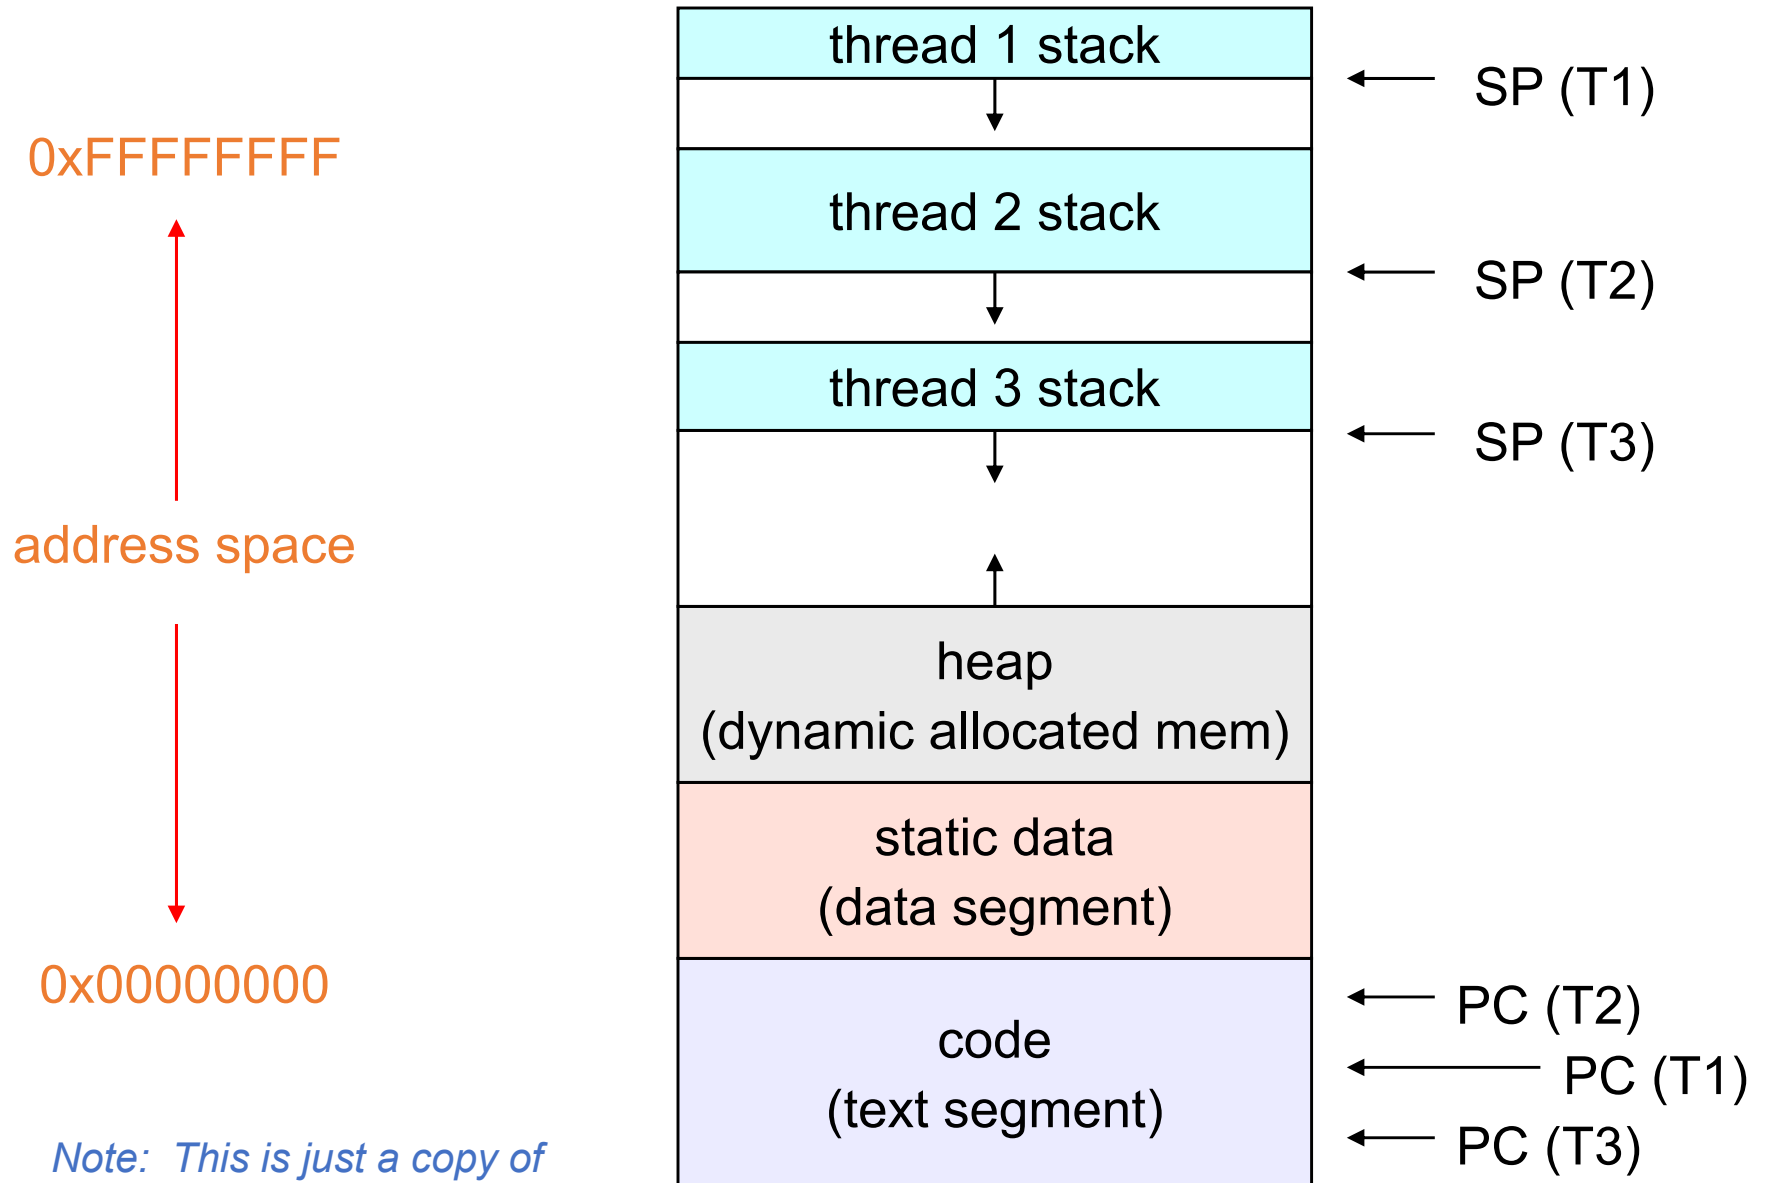 thread 1 stack
SP (T1)
0xFFFFFFFF
thread 2 stack
SP (T2)
thread 3 stack
SP (T3)
address space
heap
(dynamic allocated mem)
static data
(data segment)
0x00000000
PC (T2)
code
PC (T1)
(text segment)
PC (T3)
Note: This is just a copy of